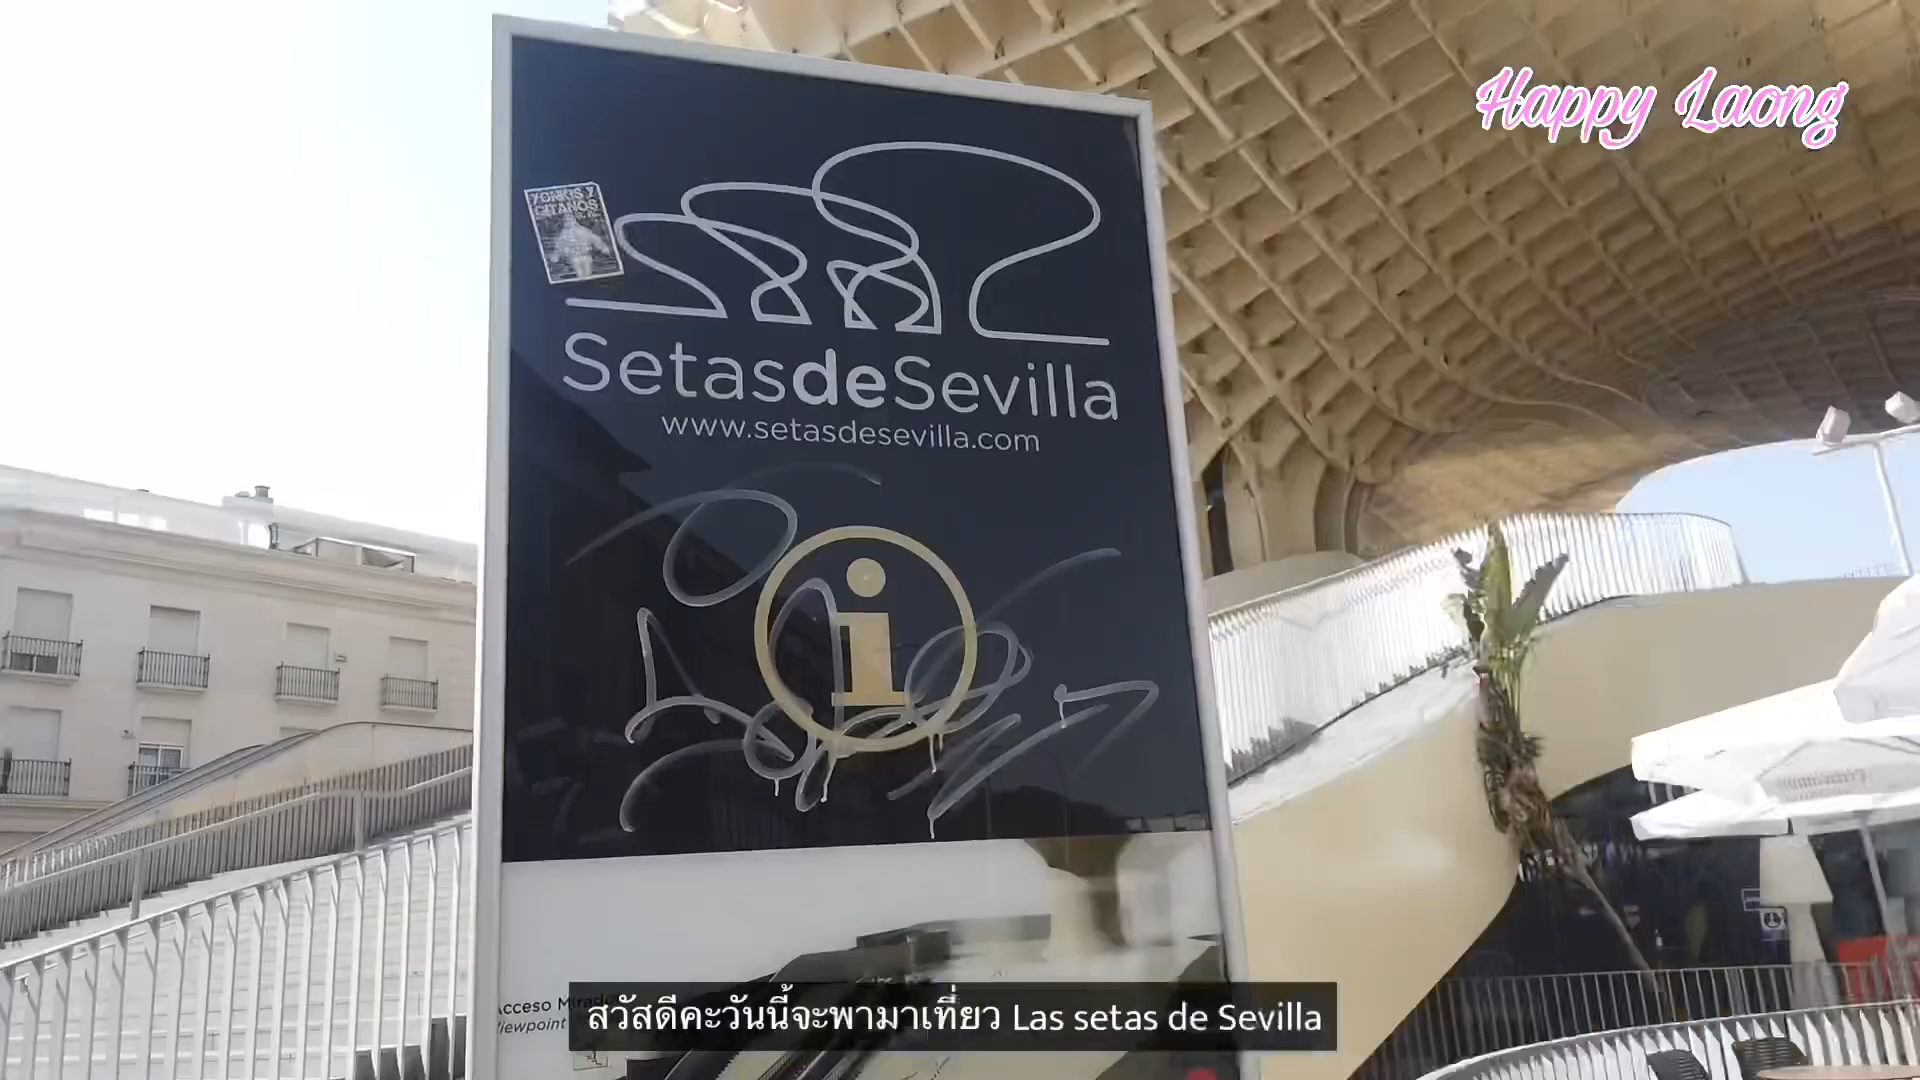 Happy Laong
YONKIS Y
GITANOS
SetasdeSevilla
www.setasdesevilla.com
i
Acceso Mirador
Viewpoint
สวัสดีคะวันนี้จะพามาเที่ยว Las setas de Sevilla